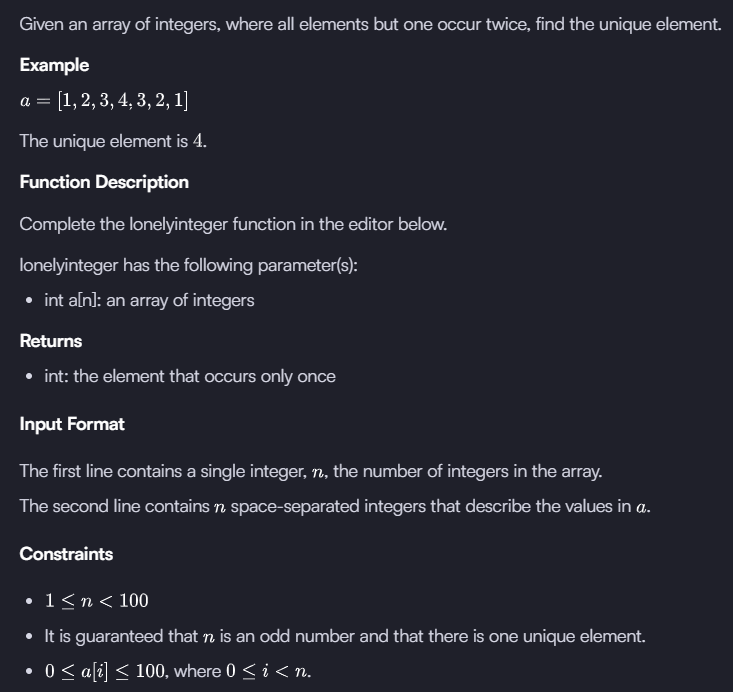 Given an array of integers, where all elements but one occur twice, find the unique element.
Example
a = [1, 2, 3, 4, 3, 2, 1]
The unique element is 4.
Function Description
Complete the lonelyinteger function in the editor below.
lonelyinteger has the following parameter(s):
• int a[n]: an array of integers
Returns
• int: the element that occurs only once
Input Format
The first line contains a single integer, n, the number of integers in the array.
The second line contains n space-separated integers that describe the values in a.
Constraints
• 1 ≤ n < 100
• It is guaranteed that n is an odd number and that there is one unique element.
• 0 ≤ a[i] ≤ 100, where 0 ≤ i < n.